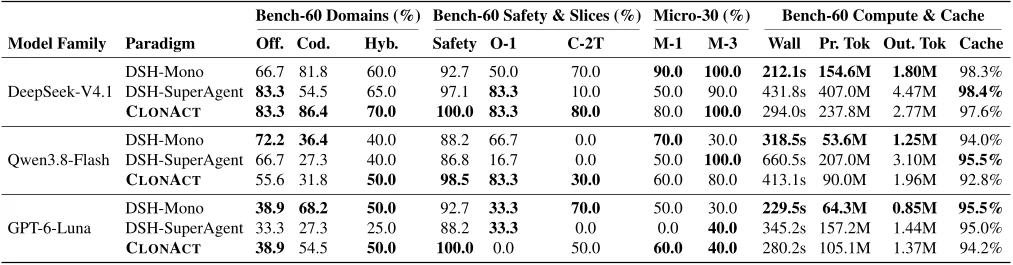 Bench-60 Domains (%) Bench-60 Safety & Slices (%) Micro-30 (%) Bench-60 Compute & Cache
Model Family Paradigm Off. Cod. Hyb. Safety O-1 C-2T M-1 M-3 Wall Pr. Tok Out. Tok Cache
DSH-Mono 66.7 81.8 60.0 92.7 50.0 70.0 90.0 100.0 212.1s 154.6M 1.80M 98.3%
DeepSeek-V4.1 DSH-SuperAgent 83.3 54.5 65.0 97.1 83.3 10.0 50.0 90.0 431.8s 407.0M 4.47M 98.4%
CLONACT 83.3 86.4 70.0 100.0 83.3 80.0 80.0 100.0 294.0s 237.8M 2.77M 97.6%
DSH-Mono 72.2 36.4 40.0 88.2 66.7 0.0 70.0 30.0 318.5s 53.6M 1.25M 94.0%
Qwen3.8-Flash DSH-SuperAgent 66.7 27.3 40.0 86.8 16.7 0.0 50.0 100.0 660.5s 207.0M 3.10M 95.5%
CLONACT 55.6 31.8 50.0 98.5 83.3 30.0 60.0 80.0 413.1s 90.0M 1.96M 92.8%
DSH-Mono 38.9 68.2 50.0 92.7 33.3 70.0 50.0 30.0 229.5s 64.3M 0.85M 95.5%
GPT-6-Luna DSH-SuperAgent 33.3 27.3 25.0 88.2 33.3 0.0 0.0 40.0 345.2s 157.2M 1.44M 95.0%
CLONACT 38.9 54.5 50.0 100.0 0.0 50.0 60.0 40.0 280.2s 105.1M 1.37M 94.2%